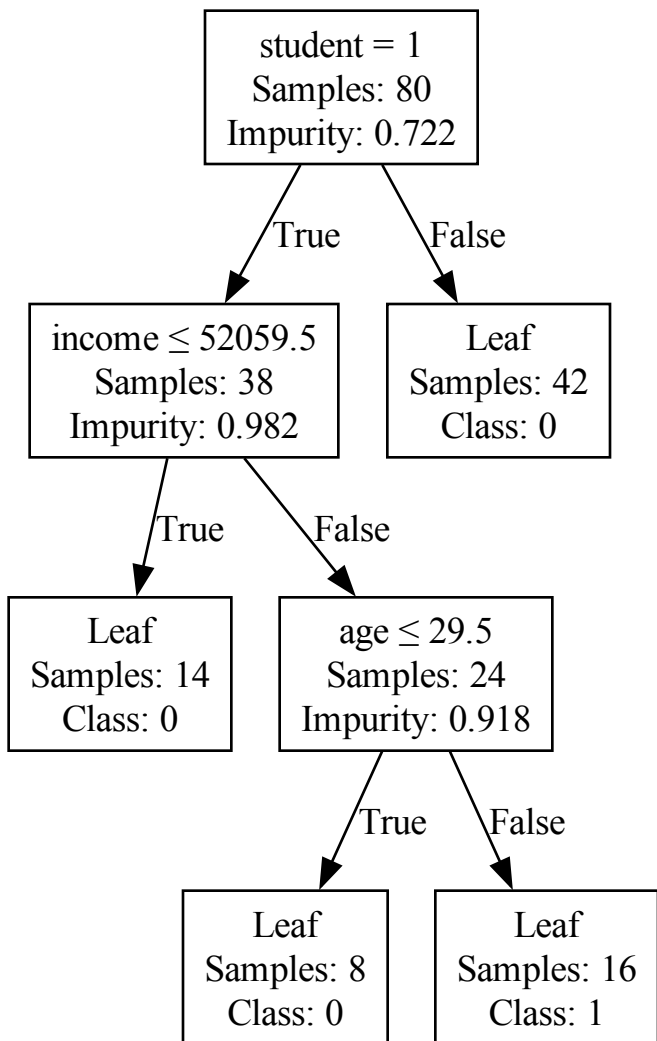 student = 1
Samples: 80
Impurity: 0.722
True
False
income ≤ 52059.5
Samples: 38
Impurity: 0.982
Leaf
Samples: 42
Class: 0
True
False
Leaf
Samples: 14
Class: 0
age ≤ 29.5
Samples: 24
Impurity: 0.918
True
False
Leaf
Samples: 8
Class: 0
Leaf
Samples: 16
Class: 1